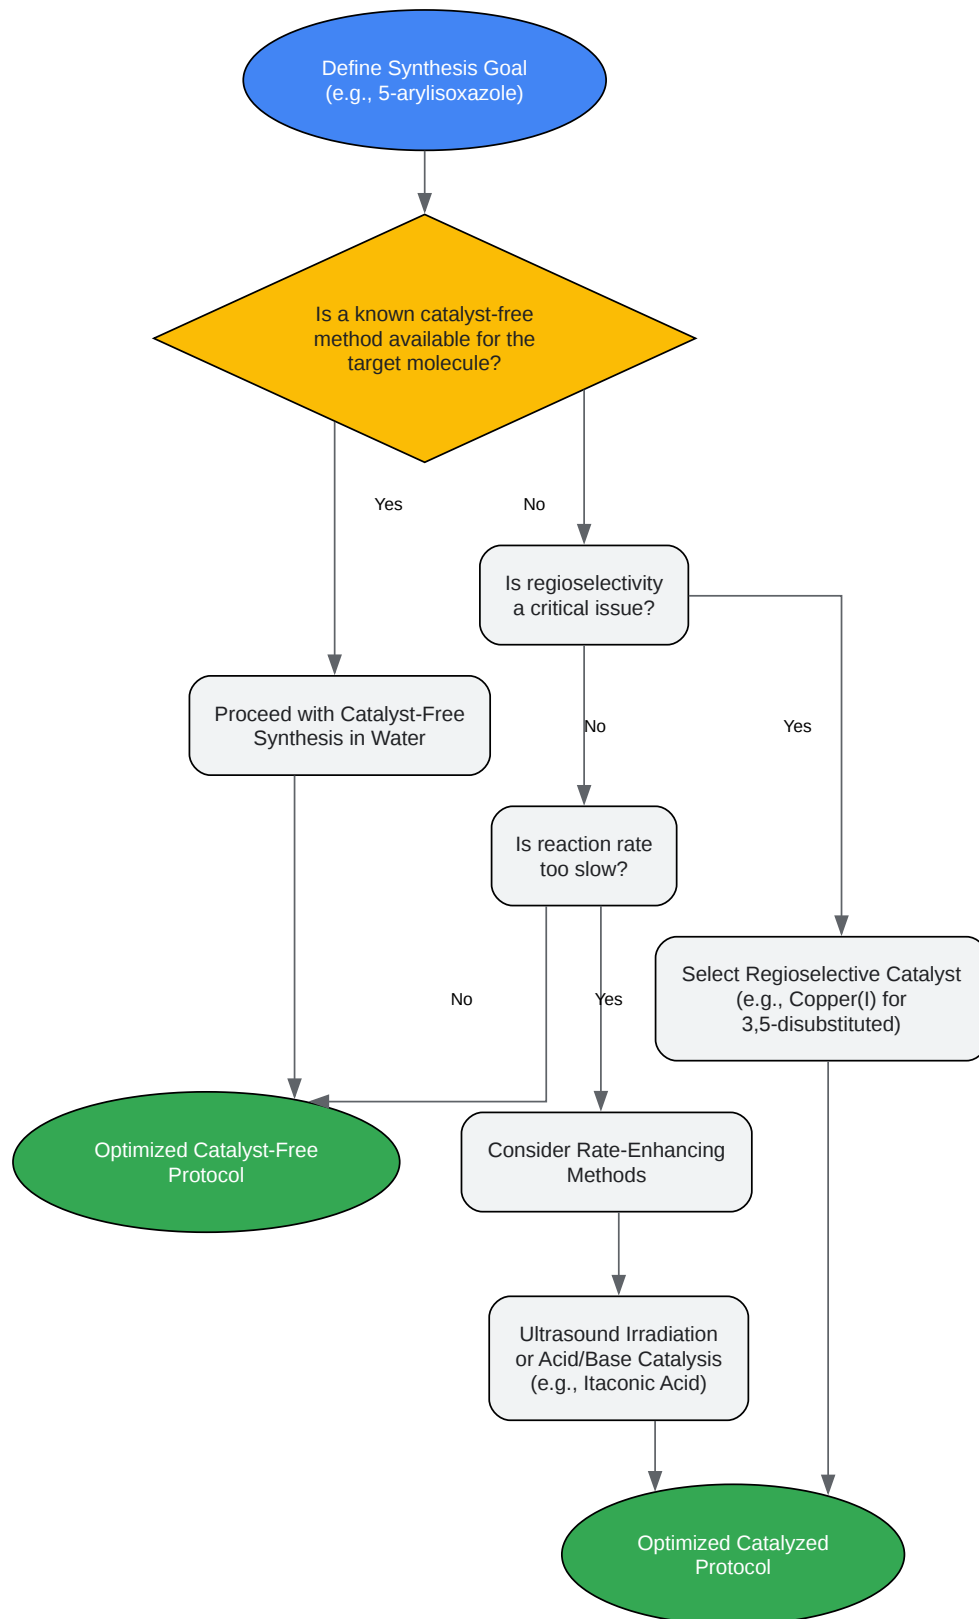 Define Synthesis Goal
(e.g., 5-arylisoxazole)
Is a known catalyst-free
method available for the
target molecule?
Yes
No
Is regioselectivity
a critical issue?
Proceed with Catalyst-Free
Synthesis in Water
No
Yes
Is reaction rate
too slow?
Select Regioselective Catalyst
(e.g., Copper(I) for
3,5-disubstituted)
No
Yes
Optimized Catalyst-Free
Protocol
Consider Rate-Enhancing
Methods
Ultrasound Irradiation
or Acid/Base Catalysis
(e.g., Itaconic Acid)
Optimized Catalyzed
Protocol